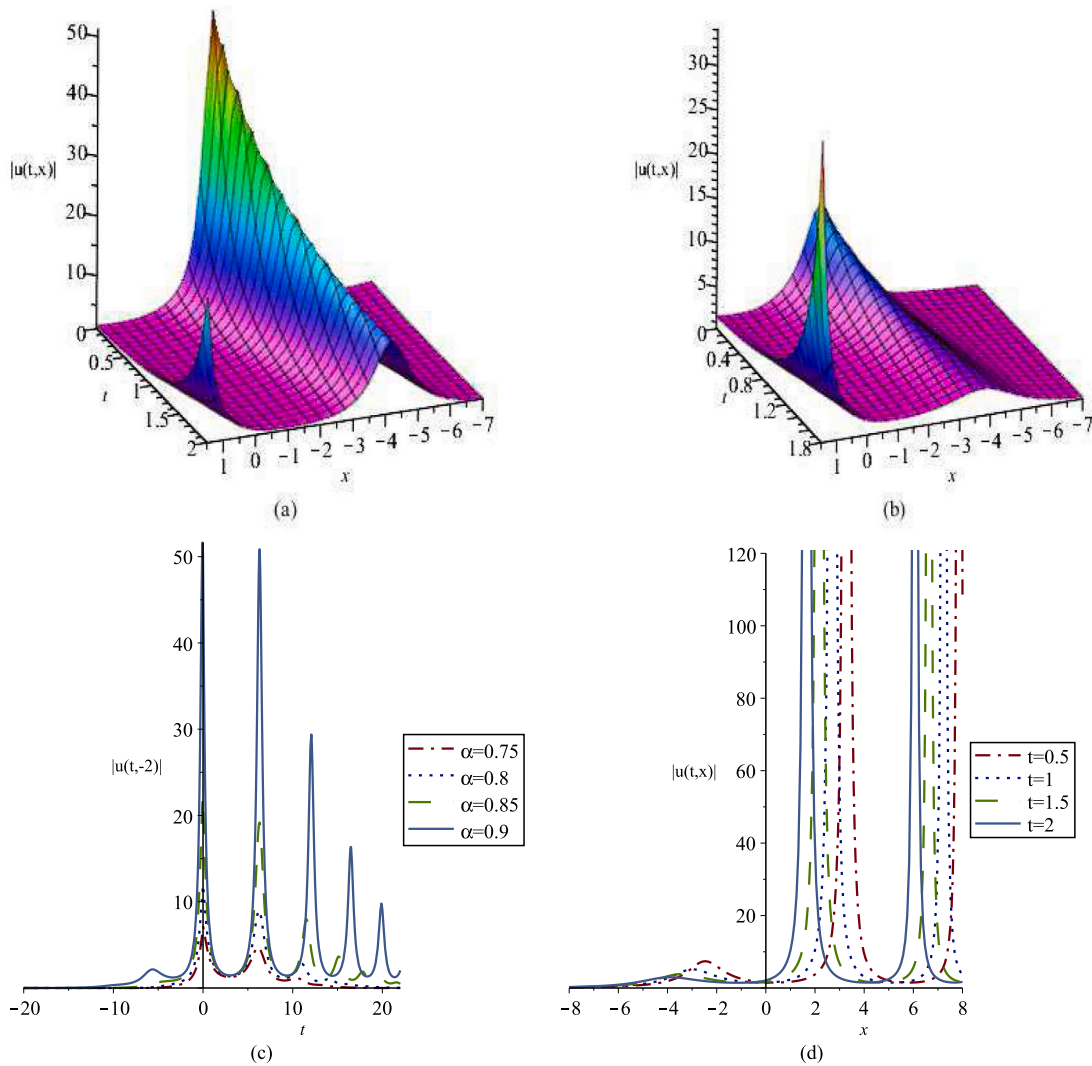 50
40
30
20
10
0
|u(t,x)|
0.5
1
1.5
2
t
1 0 −1 −2 −3 −4 −5 −6 −7
x
(a)
30
25
20
15
10
5
0
|u(t,x)|
0.4
0.8
1.2
1.8
t
1 0 −1 −2 −3 −4 −5 −6 −7
x
(b)
50
40
30
20
10
|u(t,−2)|
−20 −10 0 10 20
t
α=0.75
α=0.8
α=0.85
α=0.9
(c)
120
100
80
60
40
20
|u(t,x)|
−8 −6 −4 −2 0 2 4 6 8
x
t=0.5
t=1
t=1.5
t=2
(d)